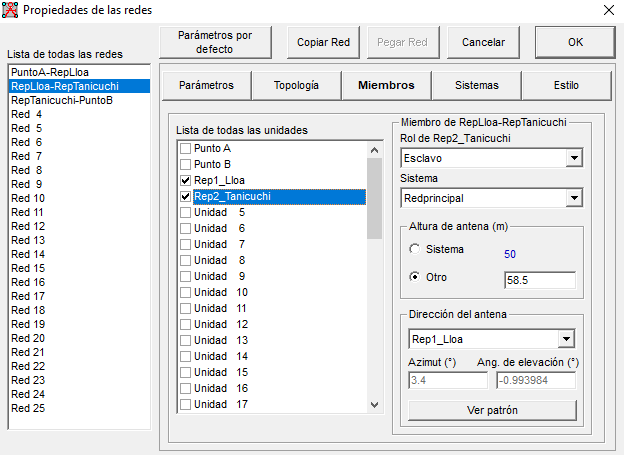 Propiedades de las redes
Lista de todas las redes
PuntoA-RepLloa
RepLloa-RepTanicuchi
RepTanicuchi-PuntoB
Red 4
Red 5
Red 6
Red 7
Red 8
Red 9
Red 10
Red 11
Red 12
Red 13
Red 14
Red 15
Red 16
Red 17
Red 18
Red 19
Red 20
Red 21
Red 22
Red 23
Red 24
Red 25
Parámetros por
defecto
Copiar Red
Pegar Red
Cancelar
OK
Parámetros
Topología
Miembros
Sistemas
Estilo
Lista de todas las unidades
Punto A
Punto B
Rep1_Lloa
Rep2_Tanicuchi
Unidad 5
Unidad 6
Unidad 7
Unidad 8
Unidad 9
Unidad 10
Unidad 11
Unidad 12
Unidad 13
Unidad 14
Unidad 15
Unidad 16
Unidad 17
Miembro de RepLloa-RepTanicuchi
Rol de Rep2_Tanicuchi
Esclavo
Sistema
Redprincipal
Altura de antena (m)
Sistema 50
Otro 58.5
Dirección del antena
Rep1_Lloa
Azimut (°) Ang. de elevación (°)
3.4 -0.993984
Ver patrón